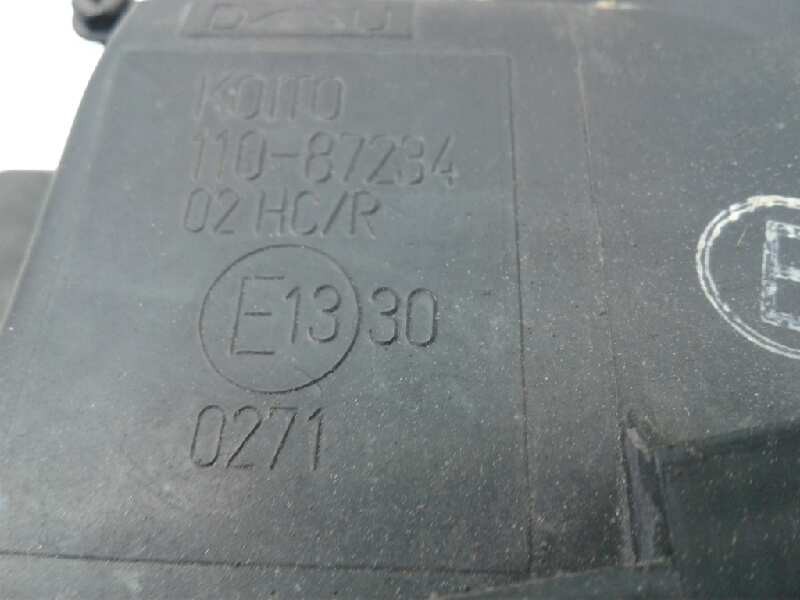 KOITO
110-87234
02 HC/R
E13 30
0271
E